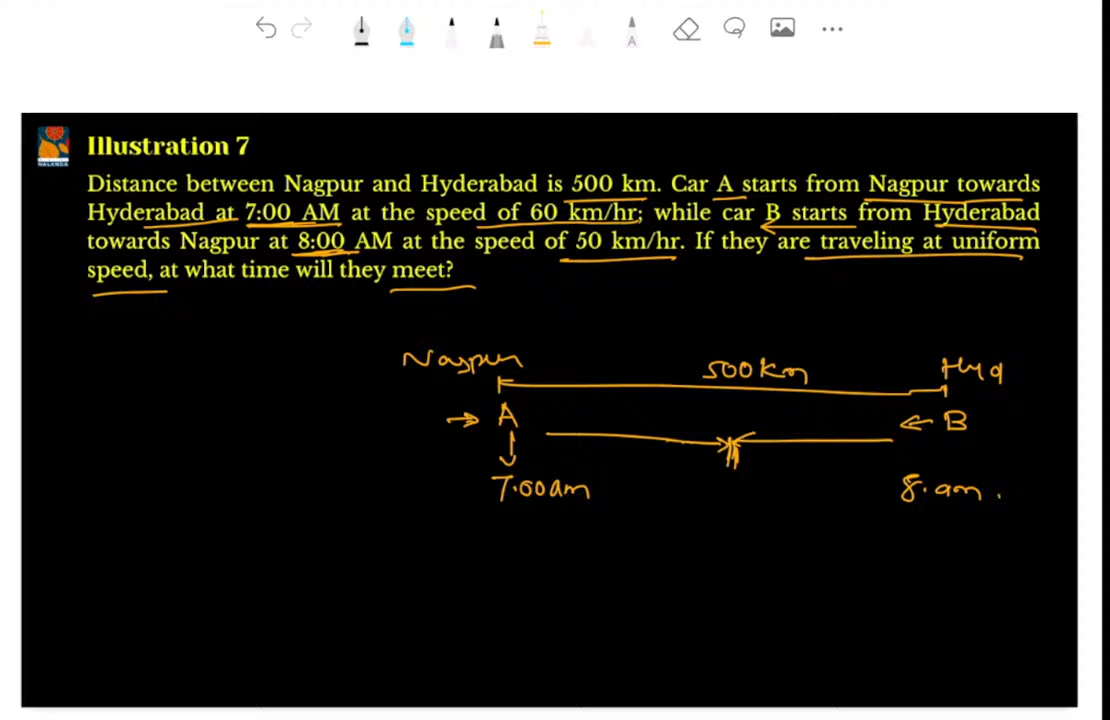 Illustration 7
Distance between Nagpur and Hyderabad is 500 km. Car A starts from Nagpur towards
Hyderabad at 7:00 AM at the speed of 60 km/hr; while car B starts from Hyderabad
towards Nagpur at 8:00 AM at the speed of 50 km/hr. If they are traveling at uniform
speed, at what time will they meet?
Nagpur 500 km Hyd
A B
7.00am 8.am.
NALANDA
A